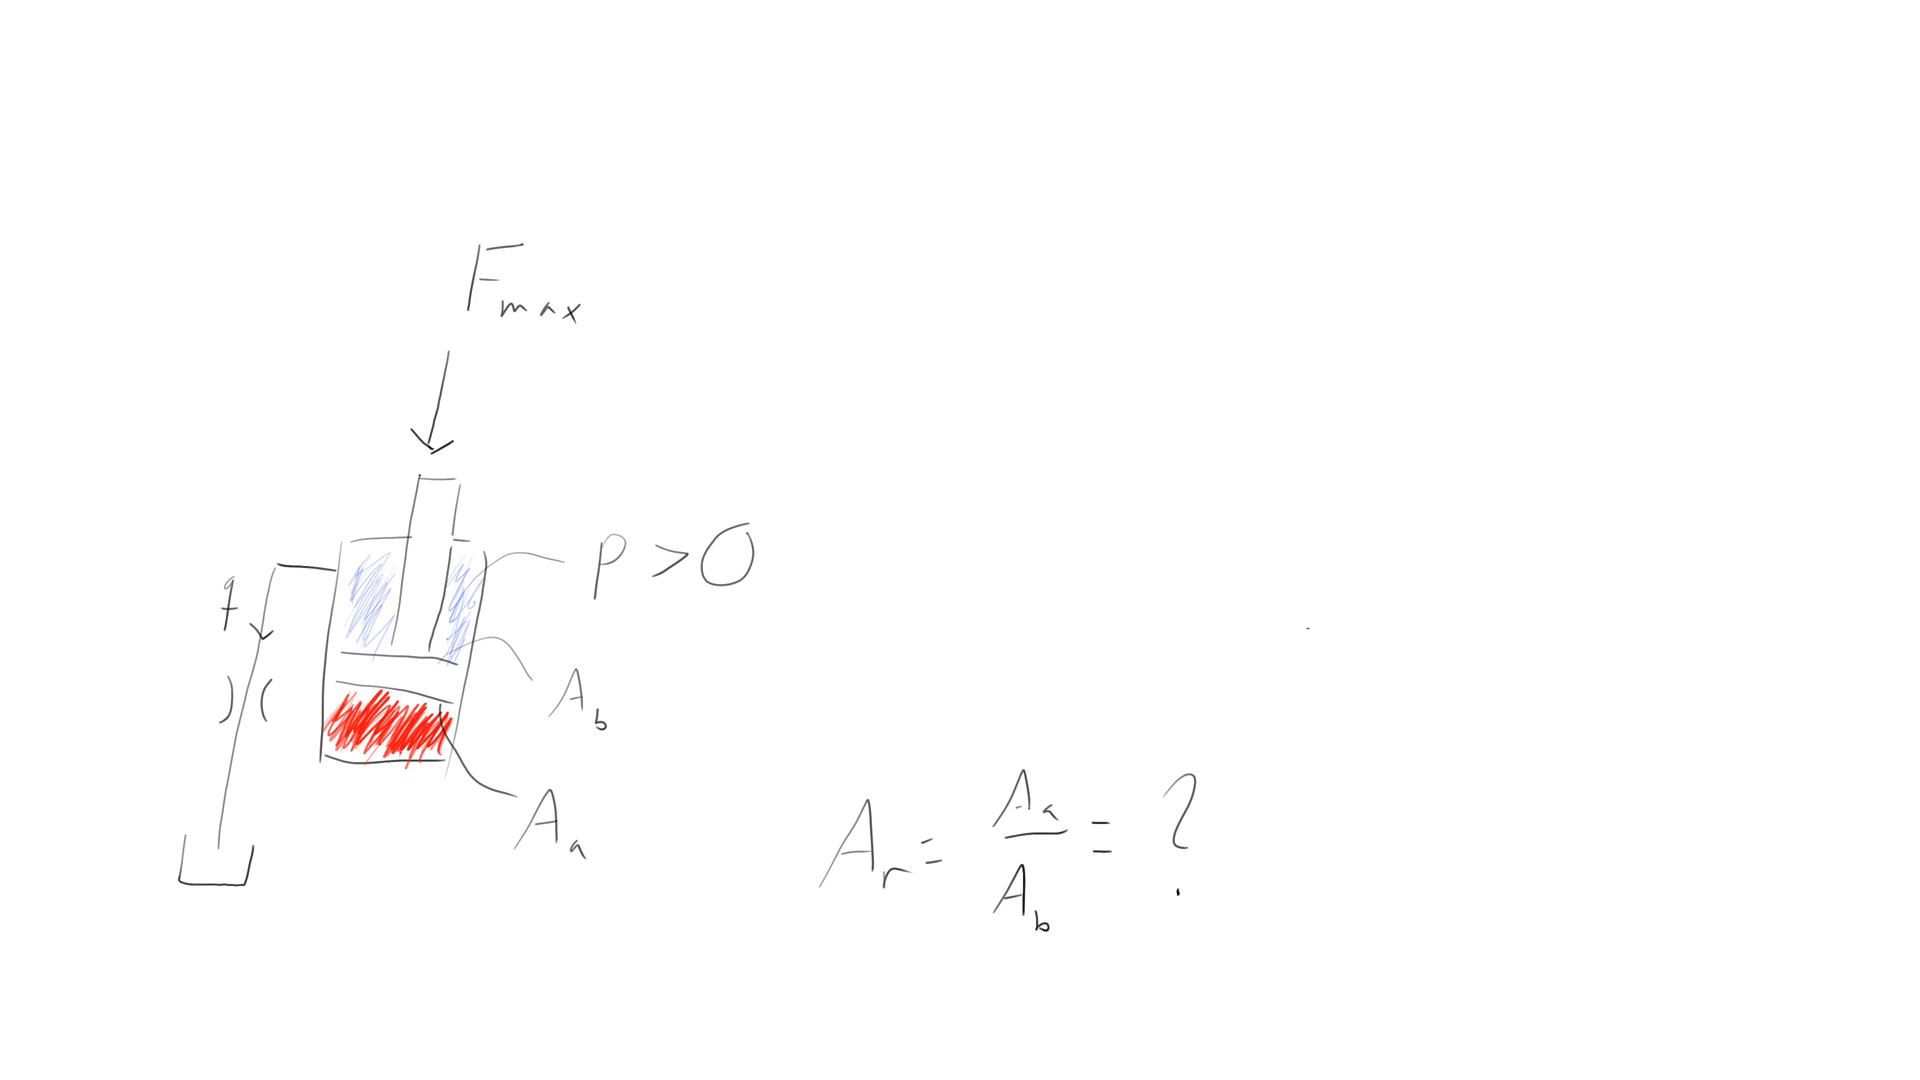 F_max
p > 0
q
) (
A_b
A_a
A_r = A_a / A_b = ?